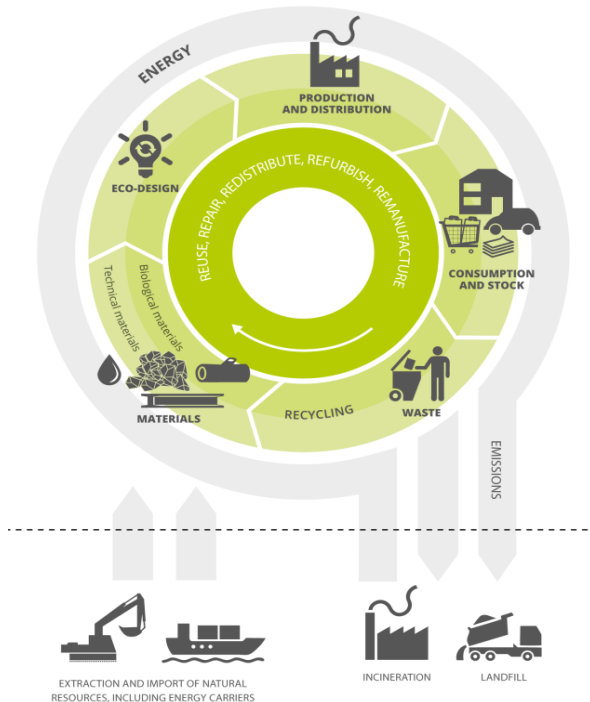 ENERGY
PRODUCTION
AND DISTRIBUTION
ECO-DESIGN
REUSE, REPAIR, REDISTRIBUTE, REFURBISH, REMANUFACTURE
CONSUMPTION
AND STOCK
Technical materials
Biological materials
MATERIALS
RECYCLING
WASTE
EMISSIONS
EXTRACTION AND IMPORT OF NATURAL
RESOURCES, INCLUDING ENERGY CARRIERS
INCINERATION
LANDFILL